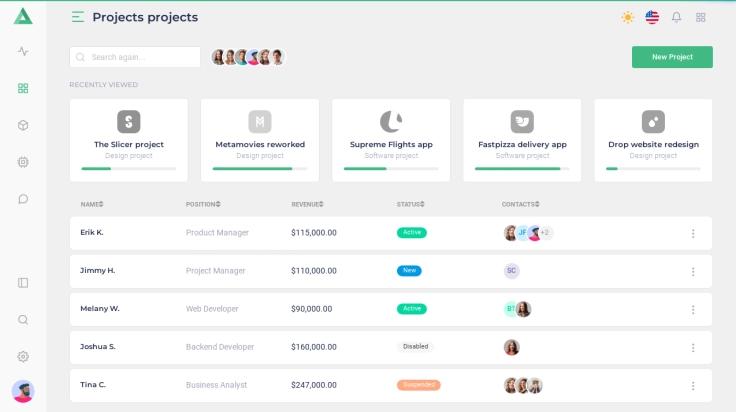 Projects projects
Search again...
New Project
RECENTLY VIEWED
The Slicer project
Design project
Metamovies reworked
Design project
Supreme Flights app
Software project
Fastpizza delivery app
Software project
Drop website redesign
Design project
NAME POSITION REVENUE STATUS CONTACTS
Erik K. Product Manager $115,000.00 Active JF +2
Jimmy H. Project Manager $110,000.00 New SC
Melany W. Web Developer $90,000.00 Active BT
Joshua S. Backend Developer $160,000.00 Disabled
Tina C. Business Analyst $247,000.00 Suspended